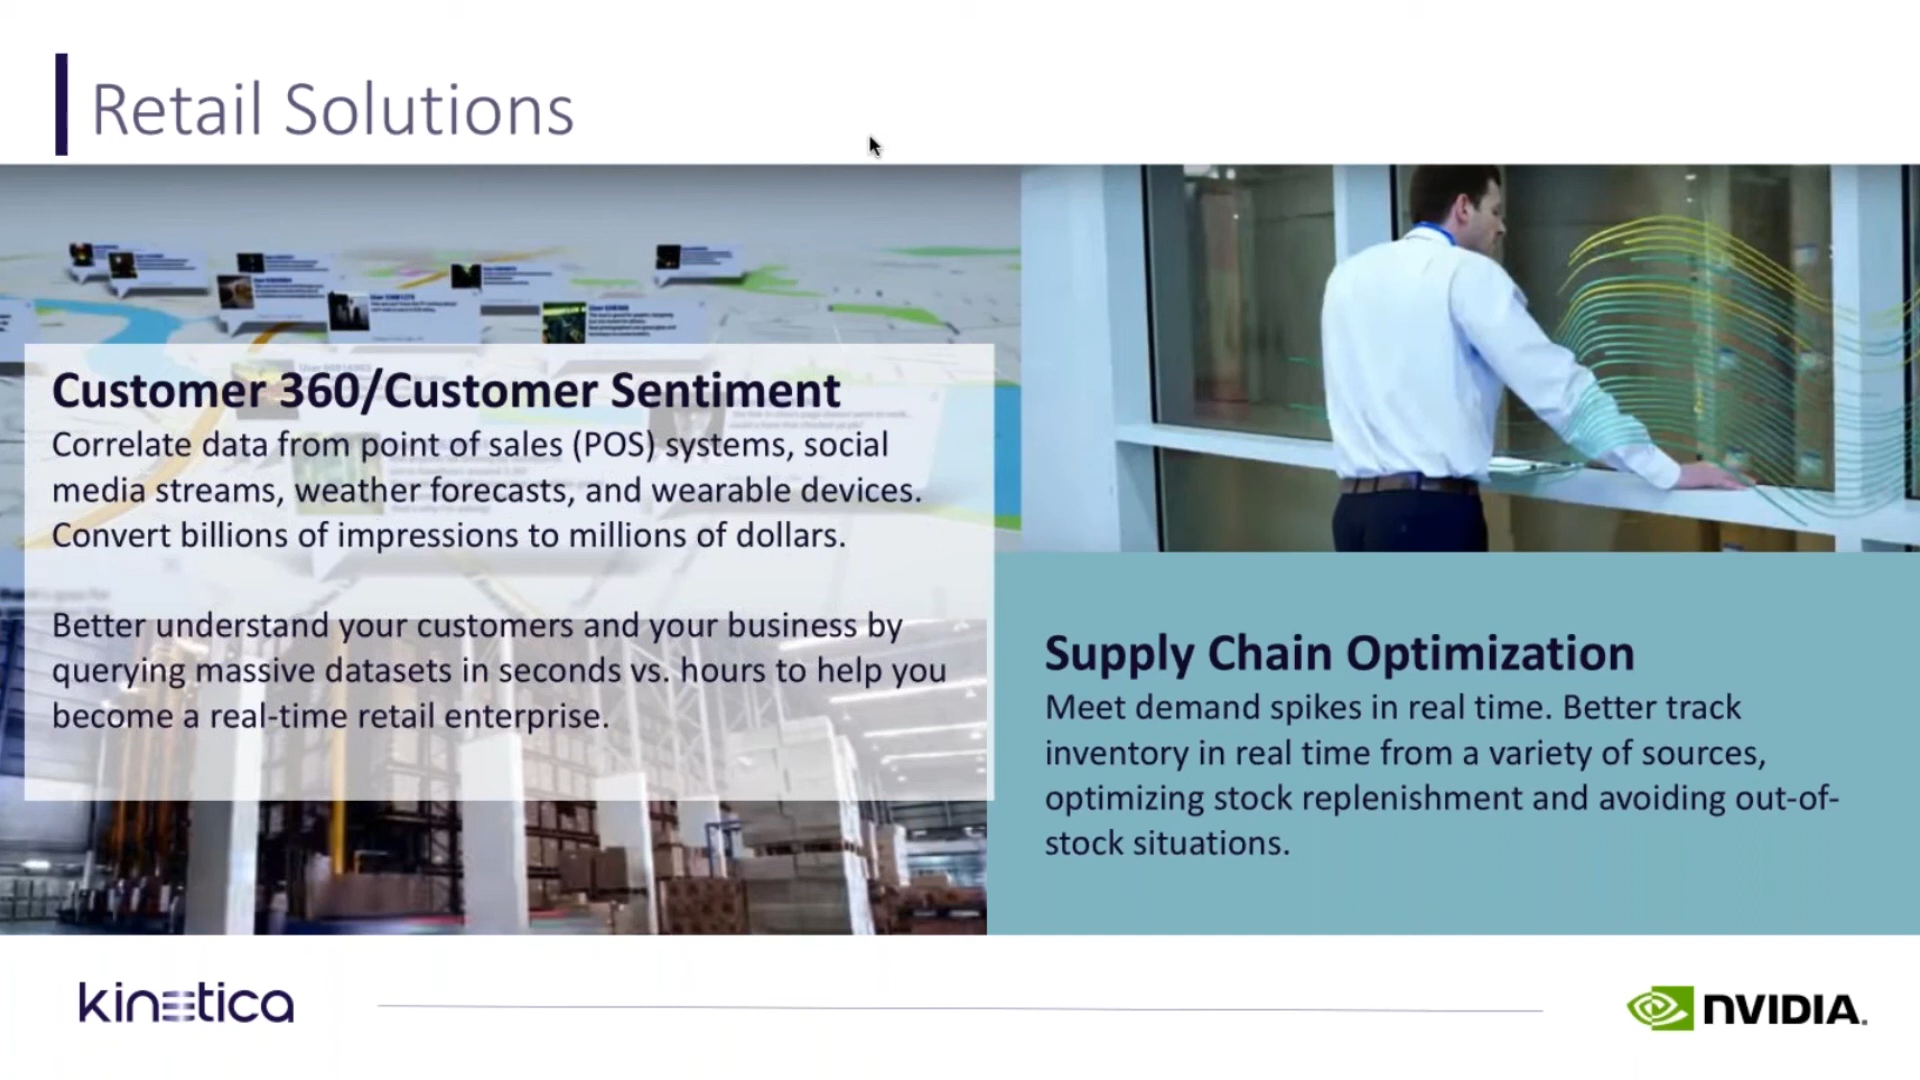 Retail Solutions
Customer 360/Customer Sentiment
Correlate data from point of sales (POS) systems, social
media streams, weather forecasts, and wearable devices.
Convert billions of impressions to millions of dollars.
Better understand your customers and your business by
querying massive datasets in seconds vs. hours to help you
become a real-time retail enterprise.
Supply Chain Optimization
Meet demand spikes in real time. Better track
inventory in real time from a variety of sources,
optimizing stock replenishment and avoiding out-of-
stock situations.
kinetica
NVIDIA.